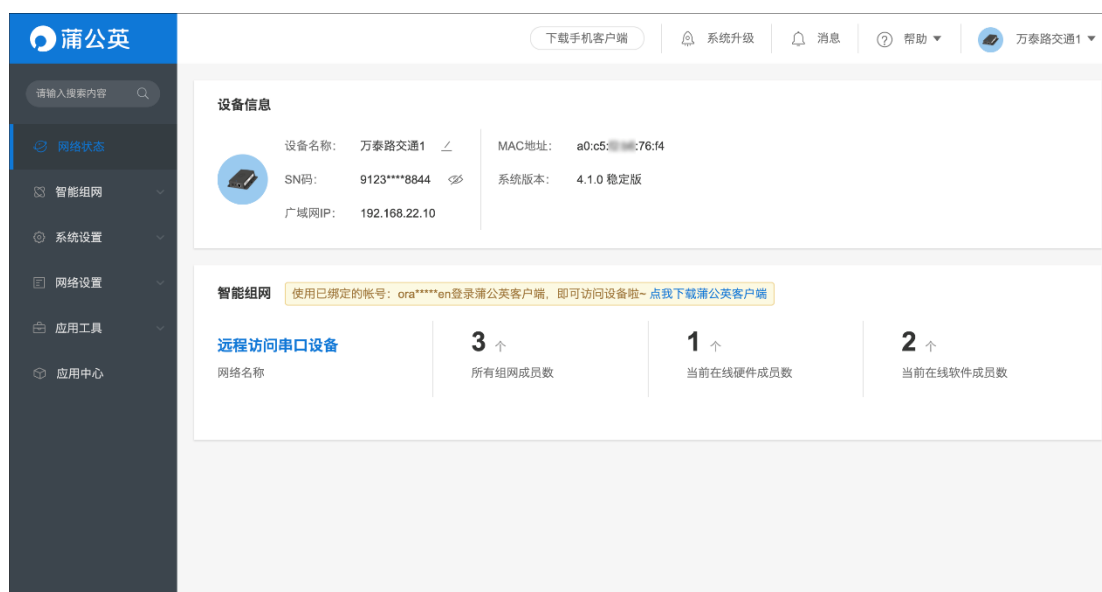 蒲公英
下载手机客户端
系统升级
消息
帮助
万泰路交通1
请输入搜索内容
网络状态
智能组网
系统设置
网络设置
应用工具
应用中心
设备信息
设备名称: 万泰路交通1
MAC地址: a0:c5: :76:f4
SN码: 9123****8844
系统版本: 4.1.0 稳定版
广域网IP: 192.168.22.10
智能组网
使用已绑定的帐号: ora*****en登录蒲公英客户端, 即可访问设备啦~ 点我下载蒲公英客户端
远程访问串口设备
网络名称
3 个
所有组网成员数
1 个
当前在线硬件成员数
2 个
当前在线软件成员数